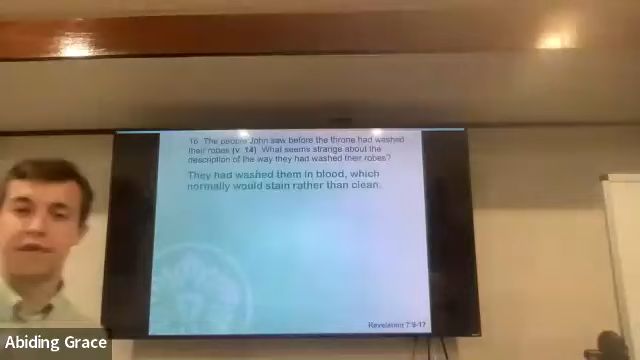 16. The people John saw before the throne had washed
their robes (v. 14). What seems strange about the
description of the way they had washed their robes?
They had washed them in blood, which
normally would stain rather than clean.
Revelation 7:9-17
Abiding Grace